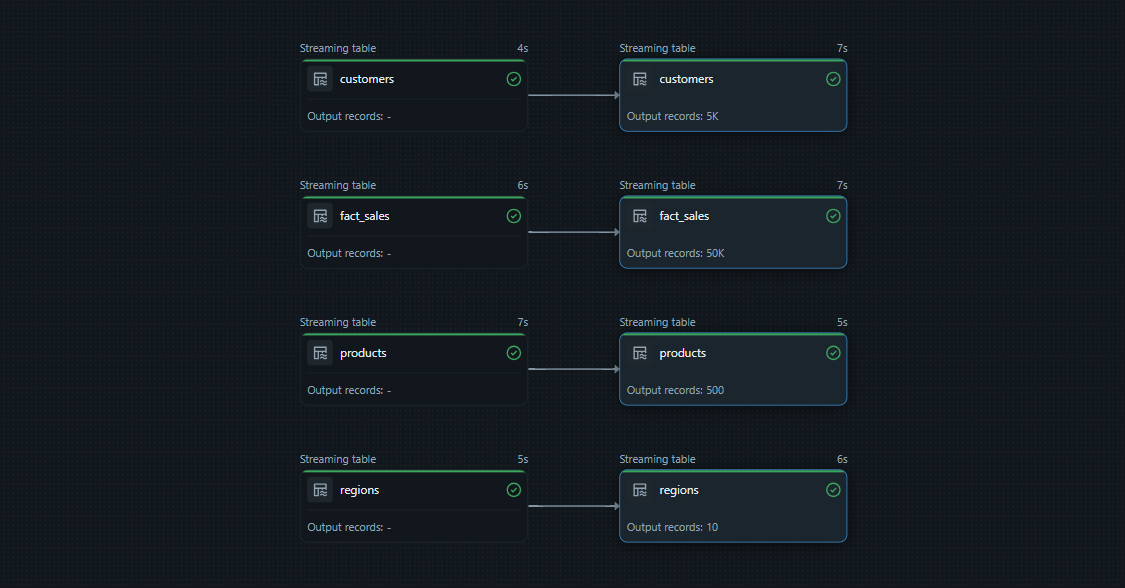 Streaming table 4s
customers
Output records: -
Streaming table 7s
customers
Output records: 5K
Streaming table 6s
fact_sales
Output records: -
Streaming table 7s
fact_sales
Output records: 50K
Streaming table 7s
products
Output records: -
Streaming table 5s
products
Output records: 500
Streaming table 5s
regions
Output records: -
Streaming table 6s
regions
Output records: 10